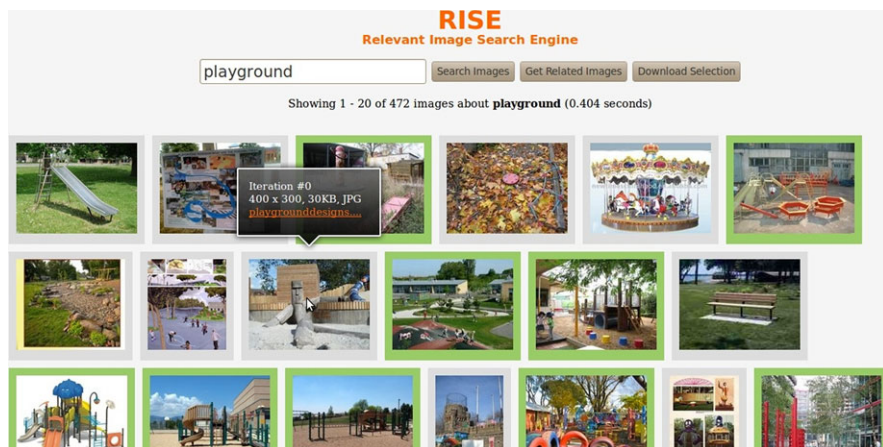 RISE
Relevant Image Search Engine
playground
Search Images
Get Related Images
Download Selection
Showing 1 - 20 of 472 images about playground (0.404 seconds)
Iteration #0
400 x 300, 30KB, JPG
playgrounddesigns....